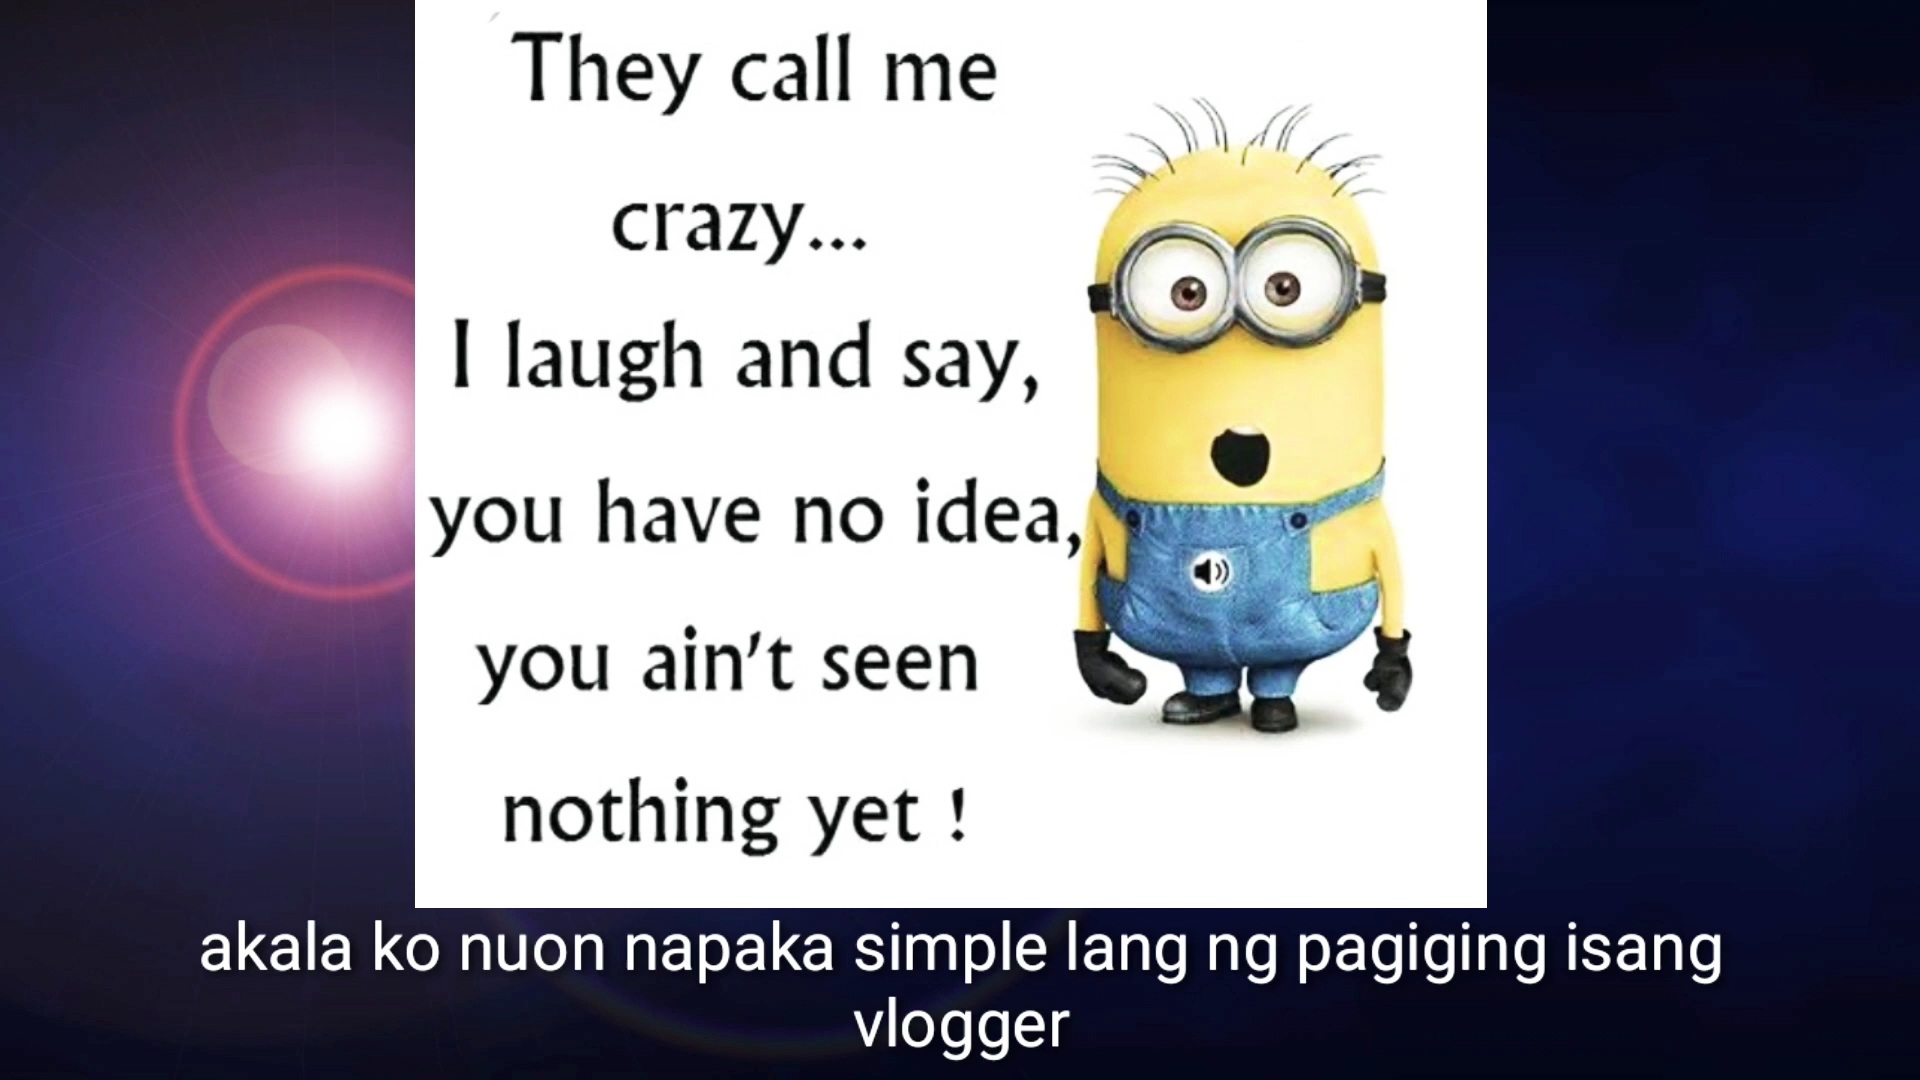 They call me
crazy...
I laugh and say,
you have no idea,
you ain't seen
nothing yet !
akala ko nuon napaka simple lang ng pagiging isang
vlogger